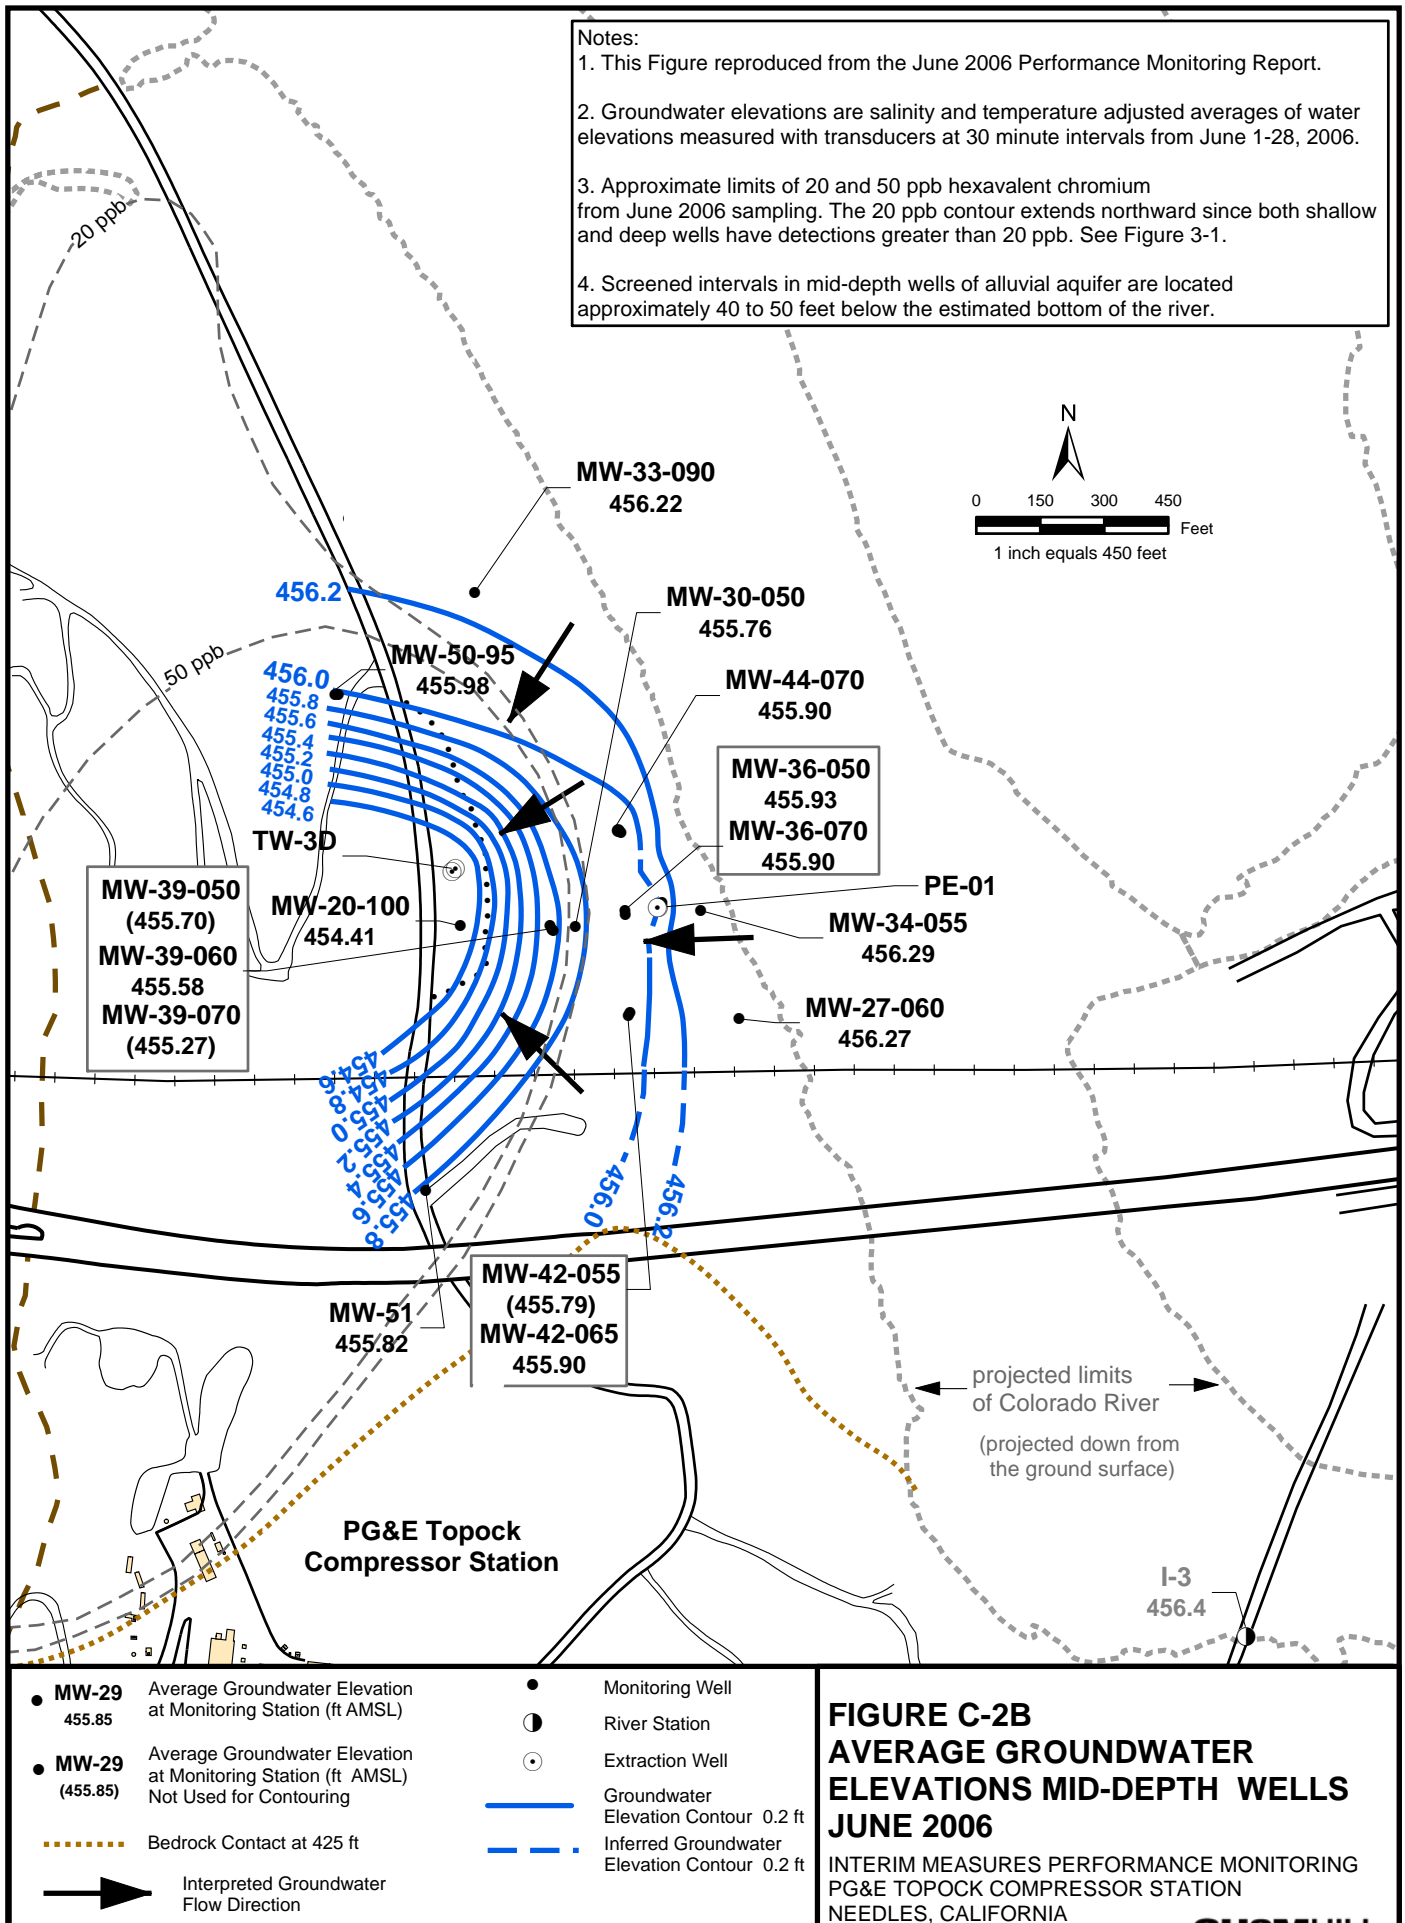 Notes:
1. This Figure reproduced from the June 2006 Performance Monitoring Report.
2. Groundwater elevations are salinity and temperature adjusted averages of water
elevations measured with transducers at 30 minute intervals from June 1-28, 2006.
3. Approximate limits of 20 and 50 ppb hexavalent chromium
from June 2006 sampling. The 20 ppb contour extends northward since both shallow
and deep wells have detections greater than 20 ppb. See Figure 3-1.
4. Screened intervals in mid-depth wells of alluvial aquifer are located
approximately 40 to 50 feet below the estimated bottom of the river.
20 ppb
N
0 150 300 450
Feet
1 inch equals 450 feet
MW-33-090
456.22
456.2
MW-30-050
455.76
50 ppb
MW-50-95
455.98
456.0
455.8
455.6
455.4
455.2
455.0
454.8
454.6
MW-44-070
455.90
MW-36-050
455.93
MW-36-070
455.90
TW-3D
MW-39-050
(455.70)
MW-39-060
455.58
MW-39-070
(455.27)
MW-20-100
454.41
PE-01
MW-34-055
456.29
MW-27-060
456.27
454.6
454.8
455.0
455.2
455.4
455.6
455.8
456.0
456.2
MW-51
455.82
MW-42-055
(455.79)
MW-42-065
455.90
projected limits
of Colorado River
(projected down from
the ground surface)
PG&E Topock
Compressor Station
I-3
456.4
MW-29
455.85
Average Groundwater Elevation
at Monitoring Station (ft AMSL)
MW-29
(455.85)
Average Groundwater Elevation
at Monitoring Station (ft AMSL)
Not Used for Contouring
Bedrock Contact at 425 ft
Interpreted Groundwater
Flow Direction
Monitoring Well
River Station
Extraction Well
Groundwater
Elevation Contour 0.2 ft
Inferred Groundwater
Elevation Contour 0.2 ft
FIGURE C-2B
AVERAGE GROUNDWATER
ELEVATIONS MID-DEPTH WELLS
JUNE 2006
INTERIM MEASURES PERFORMANCE MONITORING
PG&E TOPOCK COMPRESSOR STATION
NEEDLES, CALIFORNIA